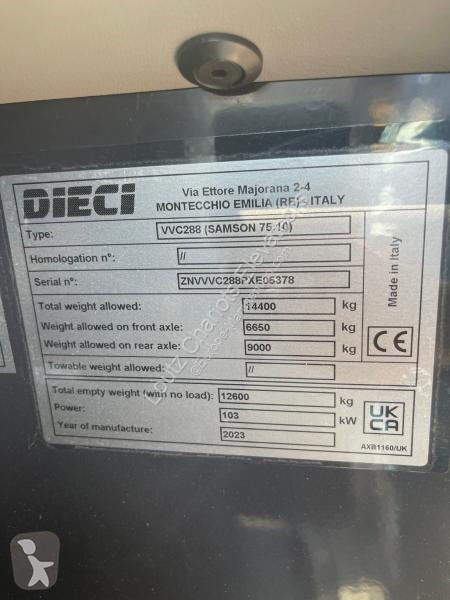 DIECI
Via Ettore Majorana 2-4
MONTECCHIO EMILIA (RE) - ITALY
Type: VVC288 (SAMSON 75.10)
Homologation n°: //
Serial n°: ZNVVVC288PXE05378
Total weight allowed: 14400 kg
Weight allowed on front axle: 6650 kg
Weight allowed on rear axle: 9000 kg
Towable weight allowed: //
Made in Italy
CE
Total empty weight (with no load): 12600 kg
Power: 103 kW
Year of manufacture: 2023
UK
CA
AXB1160/UK